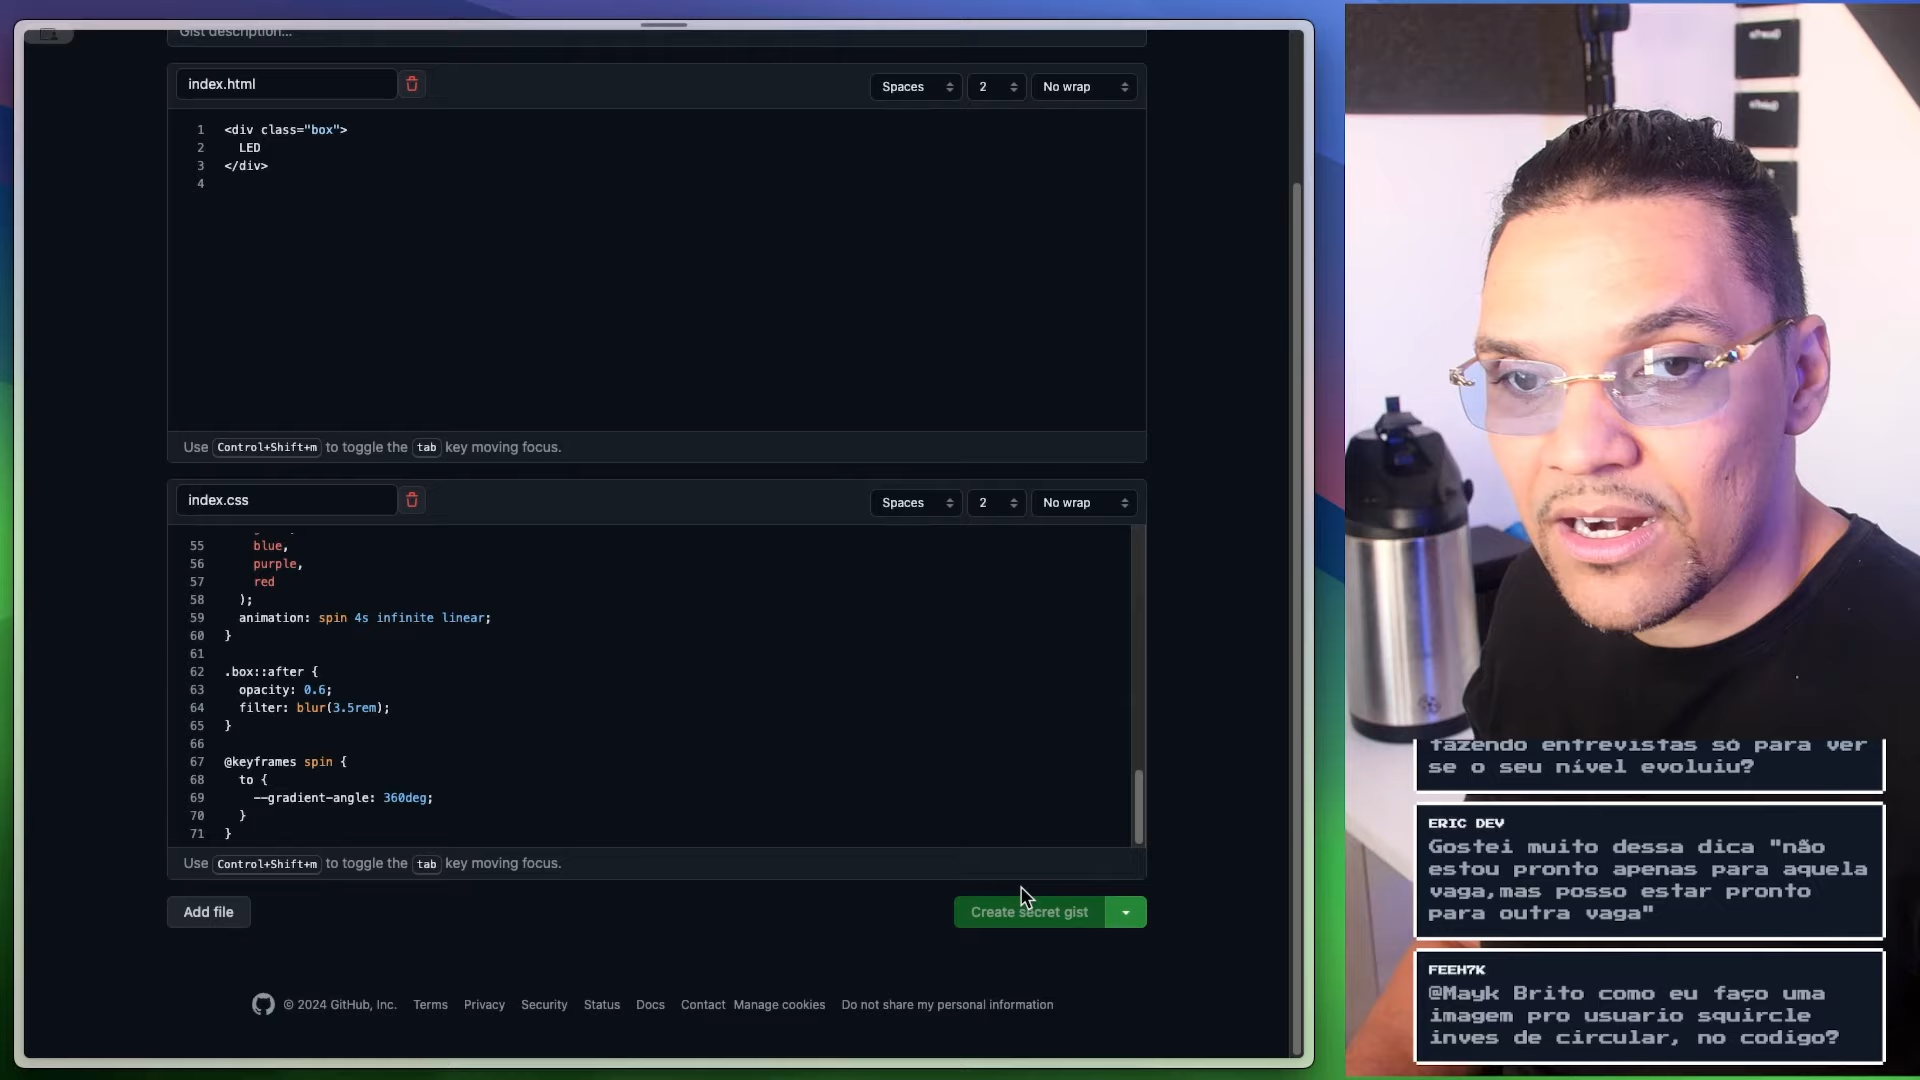 Gist description...
index.html
Spaces
2
No wrap
1 <div class="box">
2 LED
3 </div>
4
Use Control+Shift+m to toggle the tab key moving focus.
index.css
Spaces
2
No wrap
55 blue,
56 purple,
57 red
58 );
59 animation: spin 4s infinite linear;
60 }
61
62 .box::after {
63 opacity: 0.6;
64 filter: blur(3.5rem);
65 }
66
67 @keyframes spin {
68 to {
69 --gradient-angle: 360deg;
70 }
71 }
Use Control+Shift+m to toggle the tab key moving focus.
Add file
Create secret gist
© 2024 GitHub, Inc. Terms Privacy Security Status Docs Contact Manage cookies Do not share my personal information
fazendo entrevistas só para ver
se o seu nível evoluiu?
ERIC DEV
Gostei muito dessa dica "não
estou pronto apenas para aquela
vaga,mas posso estar pronto
para outra vaga"
FEEH7K
@Mayk Brito como eu faço uma
imagem pro usuario squircle
inves de circular, no codigo?